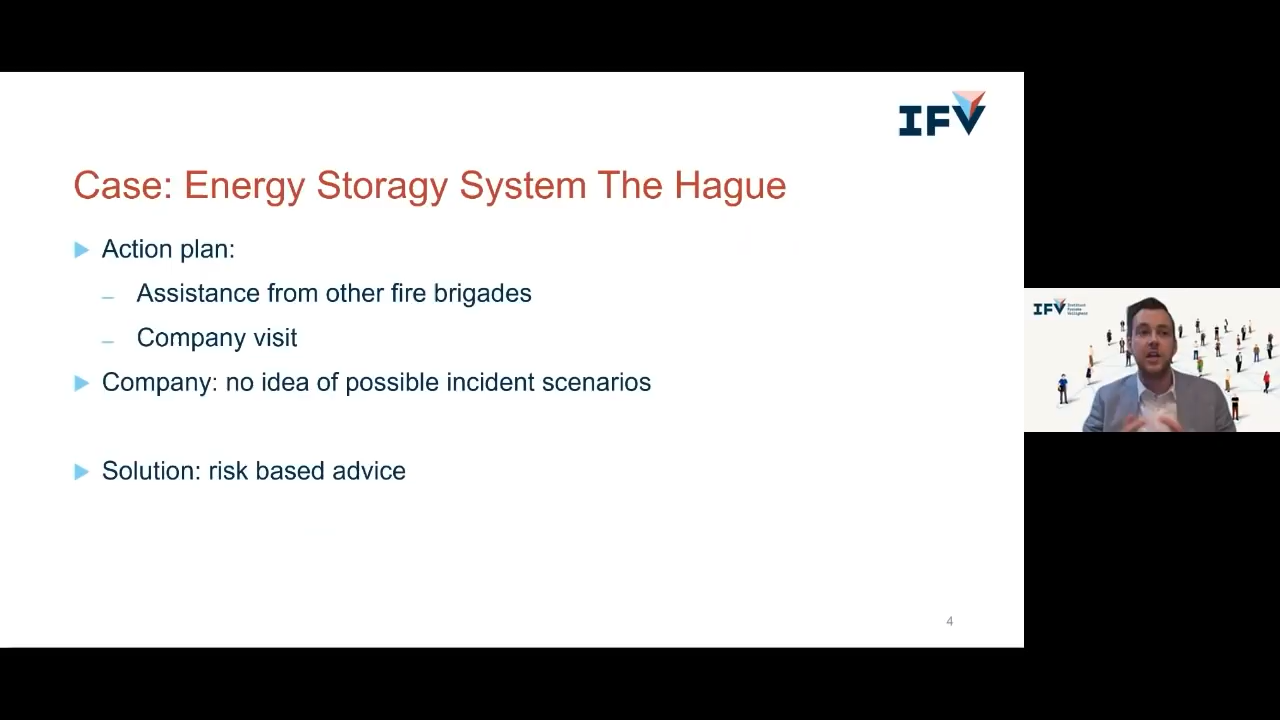 IFV
Case: Energy Storagy System The Hague
Action plan:
Assistance from other fire brigades
Company visit
Company: no idea of possible incident scenarios
Solution: risk based advice
4
IFV